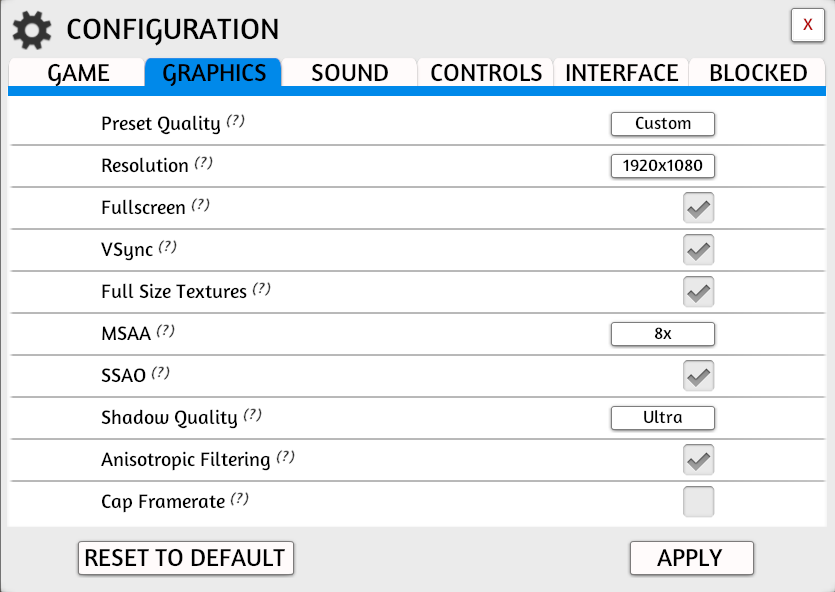 CONFIGURATION
X
GAME GRAPHICS SOUND CONTROLS INTERFACE BLOCKED
Preset Quality (?) Custom
Resolution (?) 1920x1080
Fullscreen (?)
VSync (?)
Full Size Textures (?)
MSAA (?) 8x
SSAO (?)
Shadow Quality (?) Ultra
Anisotropic Filtering (?)
Cap Framerate (?)
RESET TO DEFAULT APPLY